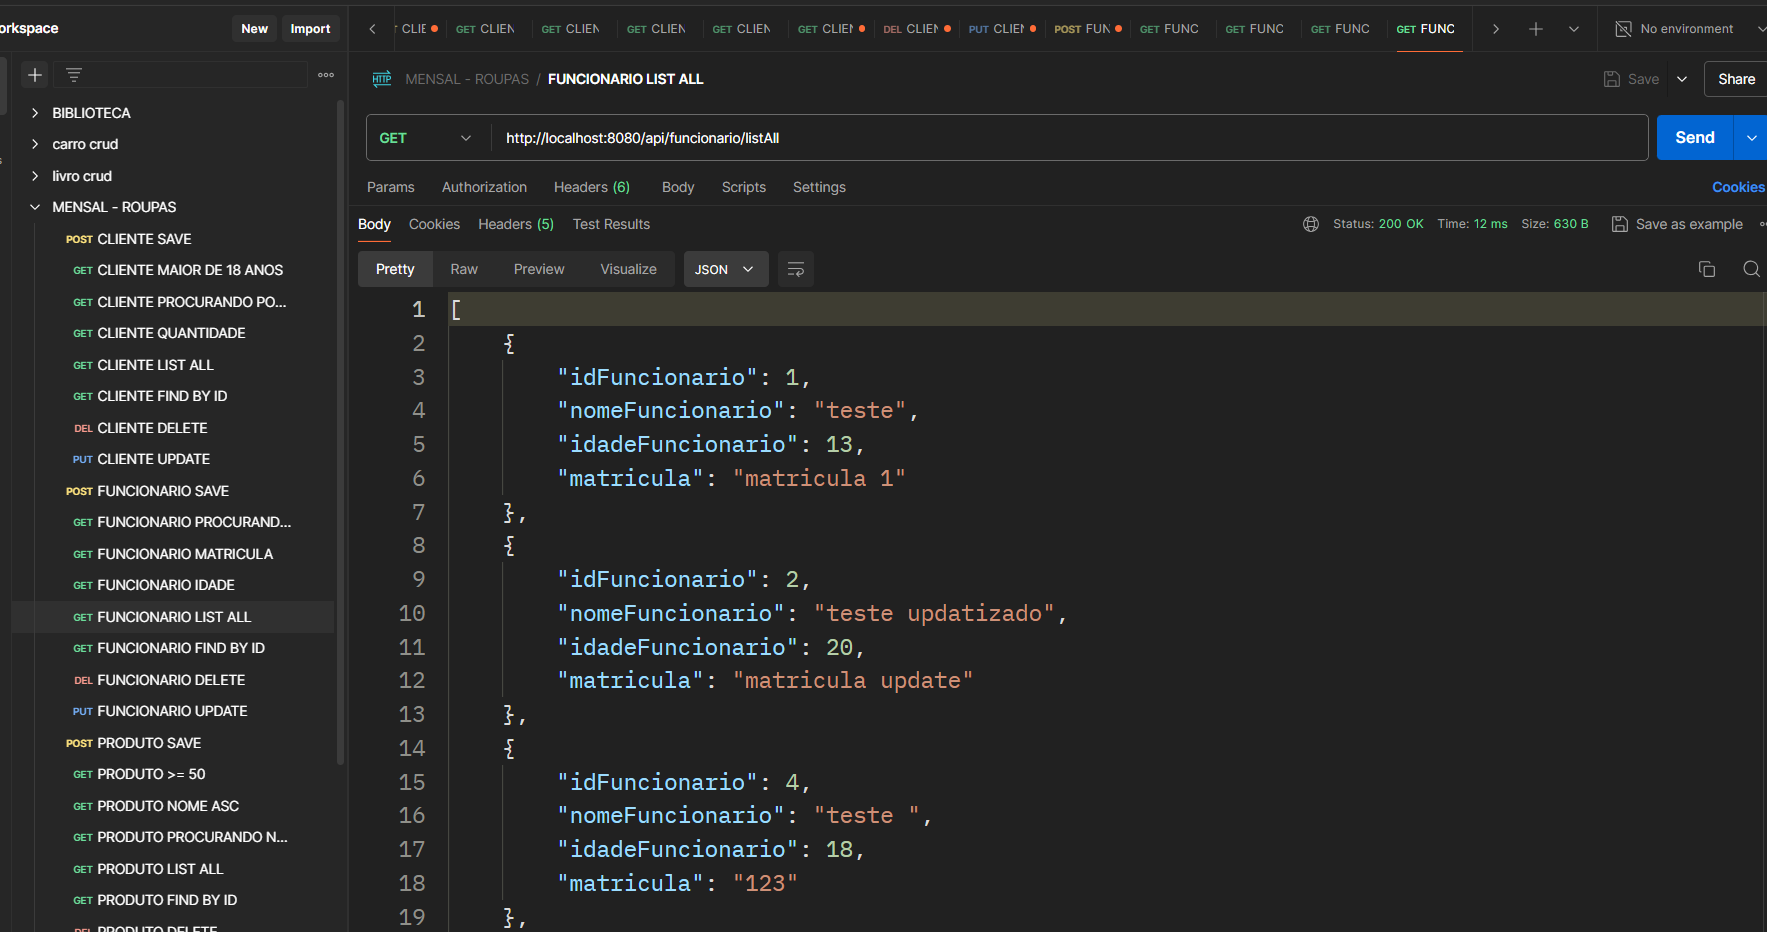 orkspace
New
Import
CLIE
GET CLIEN
GET CLIEN
GET CLIEN
GET CLIEN
GET CLIEN
DEL CLIEN
PUT CLIEN
POST FUN
GET FUNC
GET FUNC
GET FUNC
GET FUNC
No environment
MENSAL - ROUPAS / FUNCIONARIO LIST ALL
Save
Share
GET
http://localhost:8080/api/funcionario/listAll
Send
Params
Authorization
Headers (6)
Body
Scripts
Settings
Cookies
Body
Cookies
Headers (5)
Test Results
Status: 200 OK
Time: 12 ms
Size: 630 B
Save as example
Pretty
Raw
Preview
Visualize
JSON
BIBLIOTECA
carro crud
livro crud
MENSAL - ROUPAS
POST CLIENTE SAVE
GET CLIENTE MAIOR DE 18 ANOS
GET CLIENTE PROCURANDO PO...
GET CLIENTE QUANTIDADE
GET CLIENTE LIST ALL
GET CLIENTE FIND BY ID
DEL CLIENTE DELETE
PUT CLIENTE UPDATE
POST FUNCIONARIO SAVE
GET FUNCIONARIO PROCURAND...
GET FUNCIONARIO MATRICULA
GET FUNCIONARIO IDADE
GET FUNCIONARIO LIST ALL
GET FUNCIONARIO FIND BY ID
DEL FUNCIONARIO DELETE
PUT FUNCIONARIO UPDATE
POST PRODUTO SAVE
GET PRODUTO >= 50
GET PRODUTO NOME ASC
GET PRODUTO PROCURANDO N...
GET PRODUTO LIST ALL
GET PRODUTO FIND BY ID
DEL PRODUTO DELETE
1 [
2 {
3 "idFuncionario": 1,
4 "nomeFuncionario": "teste",
5 "idadeFuncionario": 13,
6 "matricula": "matricula 1"
7 },
8 {
9 "idFuncionario": 2,
10 "nomeFuncionario": "teste updatizado",
11 "idadeFuncionario": 20,
12 "matricula": "matricula update"
13 },
14 {
15 "idFuncionario": 4,
16 "nomeFuncionario": "teste ",
17 "idadeFuncionario": 18,
18 "matricula": "123"
19 },